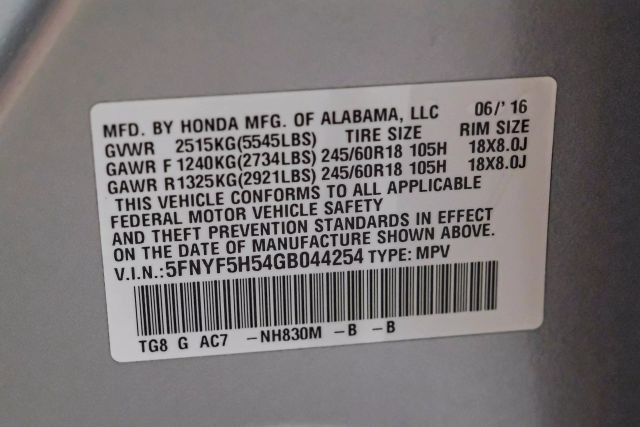 MFD. BY HONDA MFG. OF ALABAMA, LLC 06/' 16
GVWR 2515KG(5545LBS) TIRE SIZE RIM SIZE
GAWR F 1240KG(2734LBS) 245/60R18 105H 18X8.0J
GAWR R1325KG(2921LBS) 245/60R18 105H 18X8.0J
THIS VEHICLE CONFORMS TO ALL APPLICABLE
FEDERAL MOTOR VEHICLE SAFETY
AND THEFT PREVENTION STANDARDS IN EFFECT
ON THE DATE OF MANUFACTURE SHOWN ABOVE.
V.I.N.:5FNYF5H54GB044254 TYPE: MPV
TG8 G AC7 -NH830M -B -B